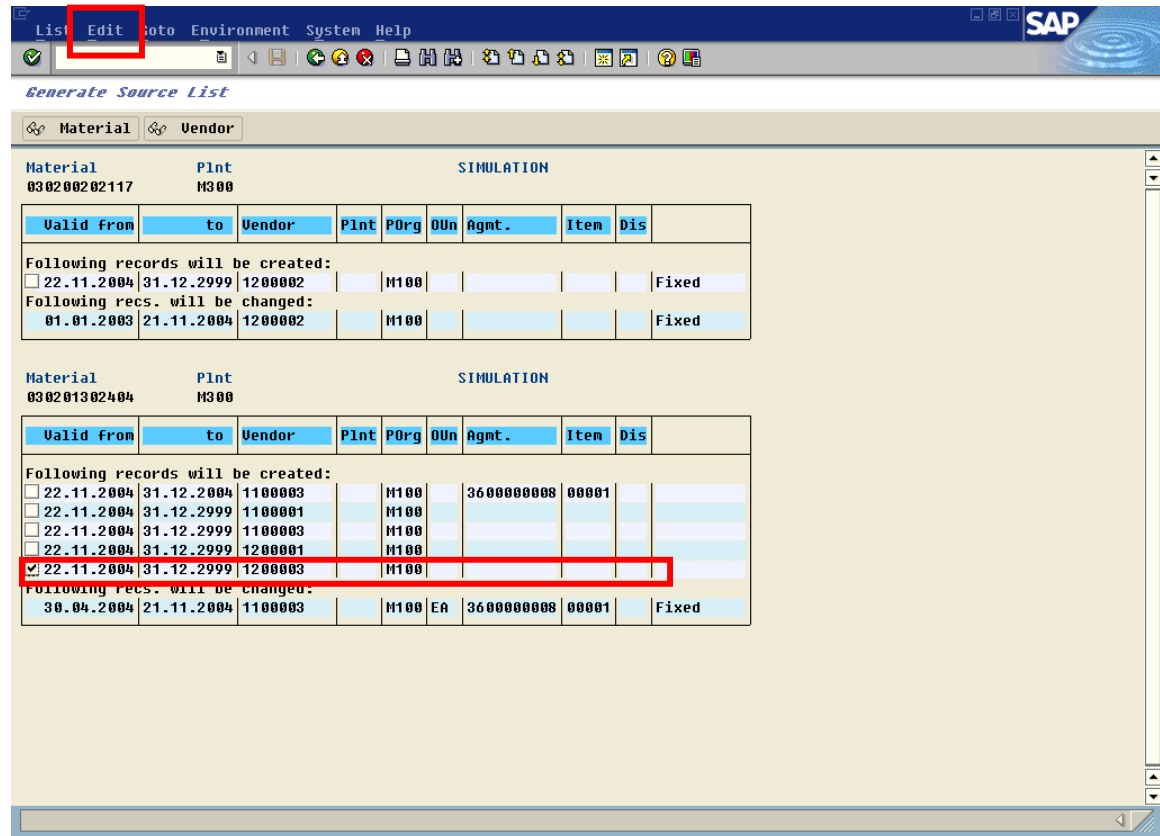 List Edit Goto Environment System Help
SAP
Generate Source List
Material Vendor
Material Plnt SIMULATION
030200202117 M300
Valid from to Vendor Plnt POrg OUn Agmt. Item Dis
Following records will be created:
22.11.2004 31.12.2999 1200002 M100 Fixed
Following recs. will be changed:
01.01.2003 21.11.2004 1200002 M100 Fixed
Material Plnt SIMULATION
030201302404 M300
Valid from to Vendor Plnt POrg OUn Agmt. Item Dis
Following records will be created:
22.11.2004 31.12.2004 1100003 M100 3600000008 00001
22.11.2004 31.12.2999 1100001 M100
22.11.2004 31.12.2999 1100003 M100
22.11.2004 31.12.2999 1200001 M100
22.11.2004 31.12.2999 1200003 M100
Following recs. will be changed:
30.04.2004 21.11.2004 1100003 M100 EA 3600000008 00001 Fixed